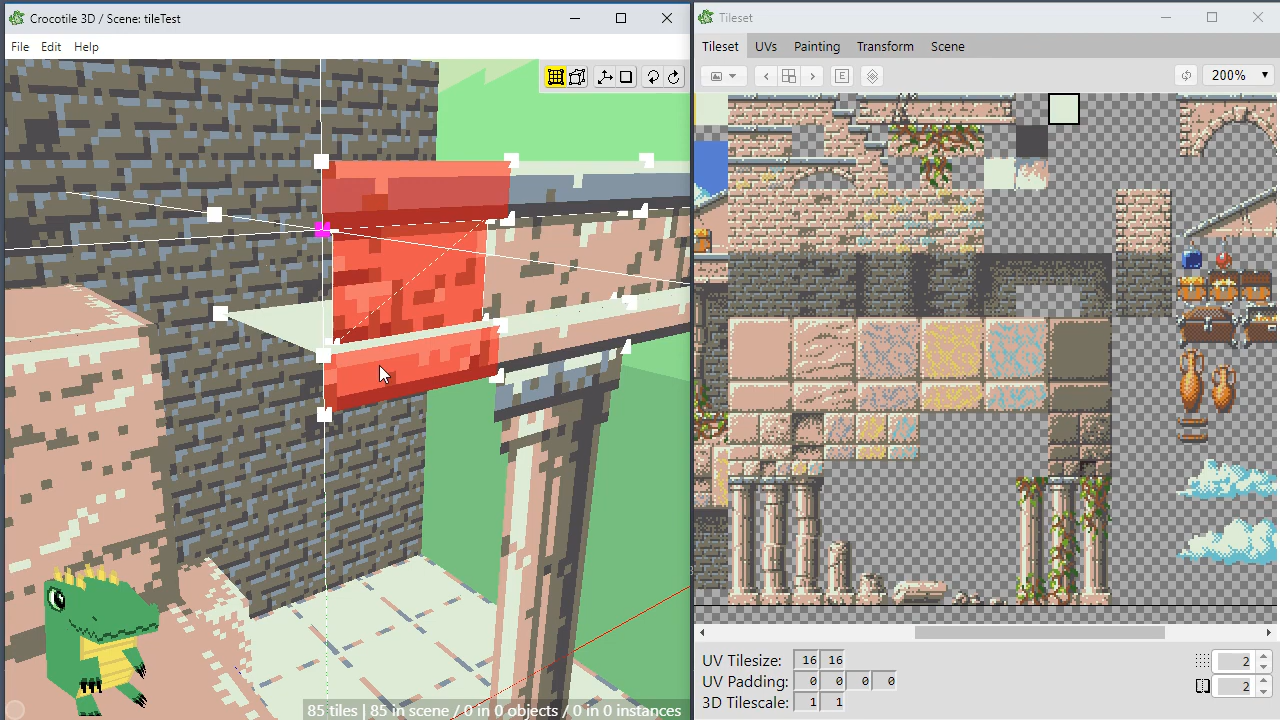 Crocotile 3D / Scene: tileTest
File Edit Help
85 tiles | 85 in scene / 0 in 0 objects / 0 in 0 instances
Tileset
Tileset UVs Painting Transform Scene
E
200%
UV Tilesize: 16 16
UV Padding: 0 0 0 0
3D Tilescale: 1 1
2
2